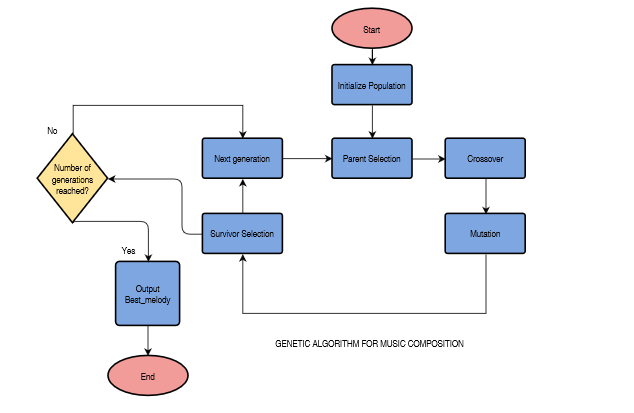 Start
Initialize Population
No
Number of
generations
reached?
Next generation
Parent Selection
Crossover
Survivor Selection
Mutation
Yes
Output
Best_melody
End
GENETIC ALGORITHM FOR MUSIC COMPOSITION